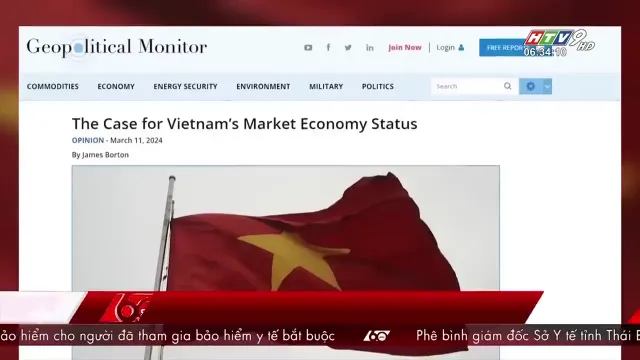 Geopolitical Monitor
Join Now
Login
FREE REPOR
HTV9 HD
06:34:10
COMMODITIES ECONOMY ENERGY SECURITY ENVIRONMENT MILITARY POLITICS
Search
The Case for Vietnam's Market Economy Status
OPINION - March 11, 2024
By James Borton
ảo hiểm cho người đã tham gia bảo hiểm y tế bắt buộc
Phê bình giám đốc Sở Y tế tỉnh Thái